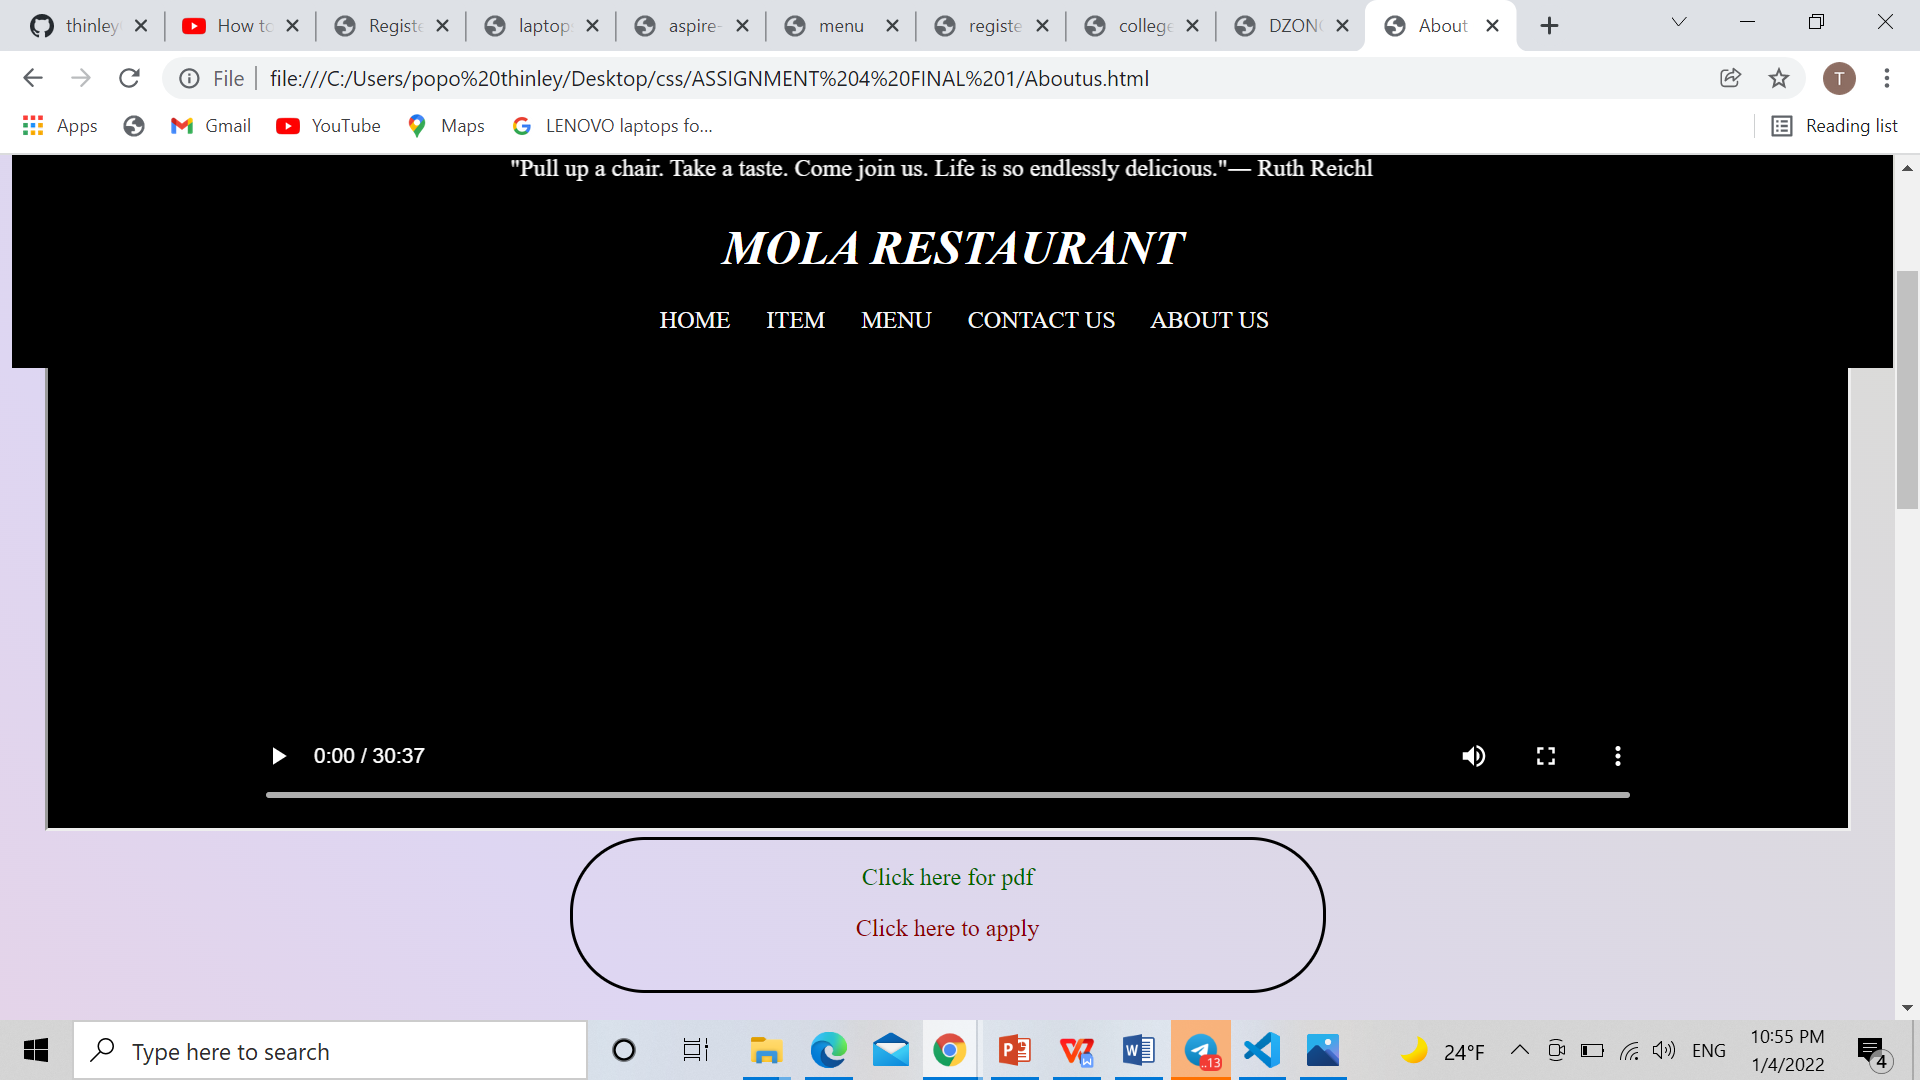 thinley
How to
Registe
laptop
aspire-
menu
registe
college
DZONG
About
File
file:///C:/Users/popo%20thinley/Desktop/css/ASSIGNMENT%204%20FINAL%201/Aboutus.html
T
Apps
Gmail
YouTube
Maps
LENOVO laptops fo...
Reading list
"Pull up a chair. Take a taste. Come join us. Life is so endlessly delicious."— Ruth Reichl
MOLA RESTAURANT
HOME ITEM MENU CONTACT US ABOUT US
0:00 / 30:37
Click here for pdf
Click here to apply
Type here to search
..13
24°F
ENG
10:55 PM
1/4/2022
4